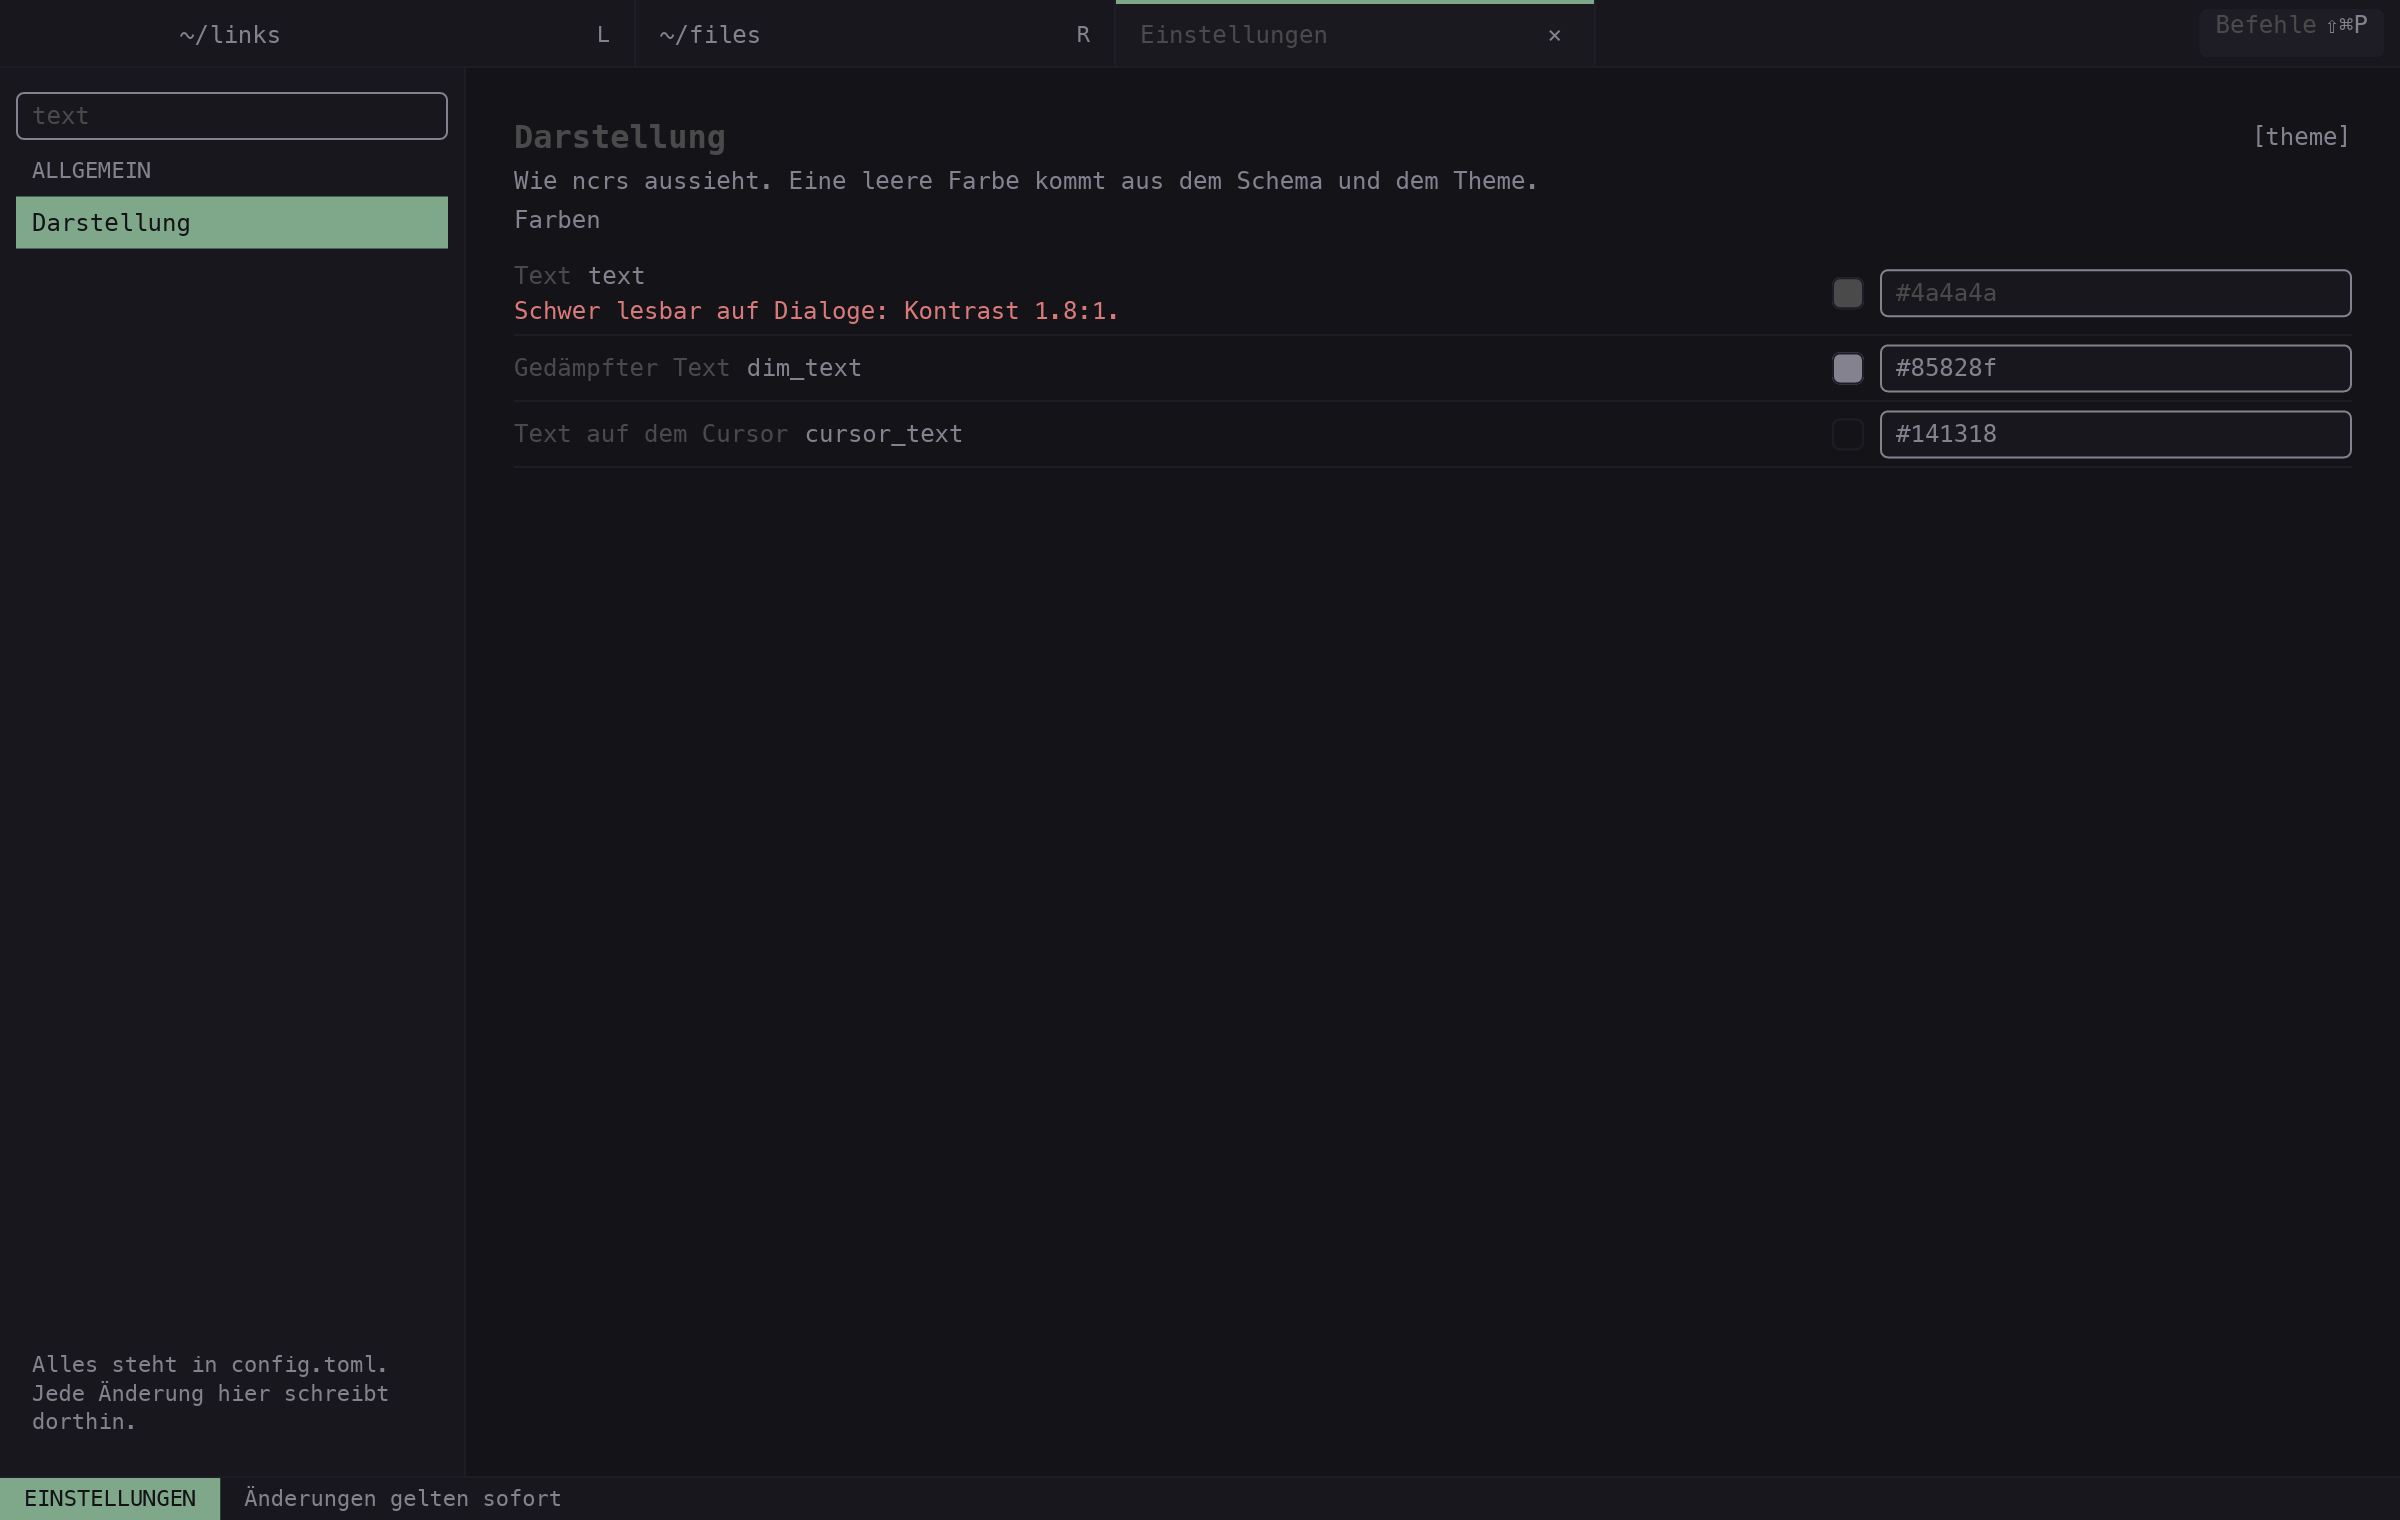 ~/links L ~/files R Einstellungen × Befehle ⇧⌘P
text
ALLGEMEIN
Darstellung
Alles steht in config.toml.
Jede Änderung hier schreibt
dorthin.
Darstellung [theme]
Wie ncrs aussieht. Eine leere Farbe kommt aus dem Schema und dem Theme.
Farben
Text text #4a4a4a
Schwer lesbar auf Dialoge: Kontrast 1.8:1.
Gedämpfter Text dim_text #85828f
Text auf dem Cursor cursor_text #141318
EINSTELLUNGEN Änderungen gelten sofort